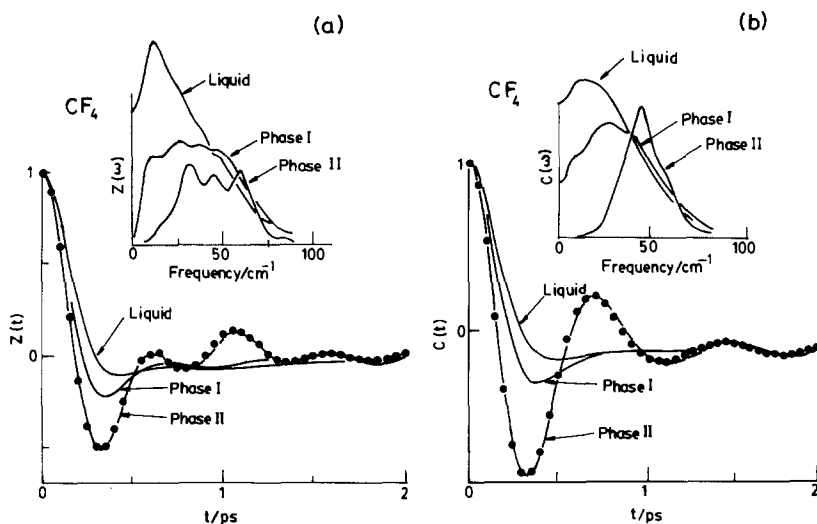 (a)
CF4
Liquid
Phase I
Phase II
Z(ω)
0
50
100
Frequency/cm-1
1
Z(t)
0
Liquid
Phase I
Phase II
0
1
2
t/ps
(b)
CF4
Liquid
Phase I
Phase II
C(ω)
0
50
100
Frequency/cm-1
1
C(t)
0
Liquid
Phase I
Phase II
0
1
2
t/ps